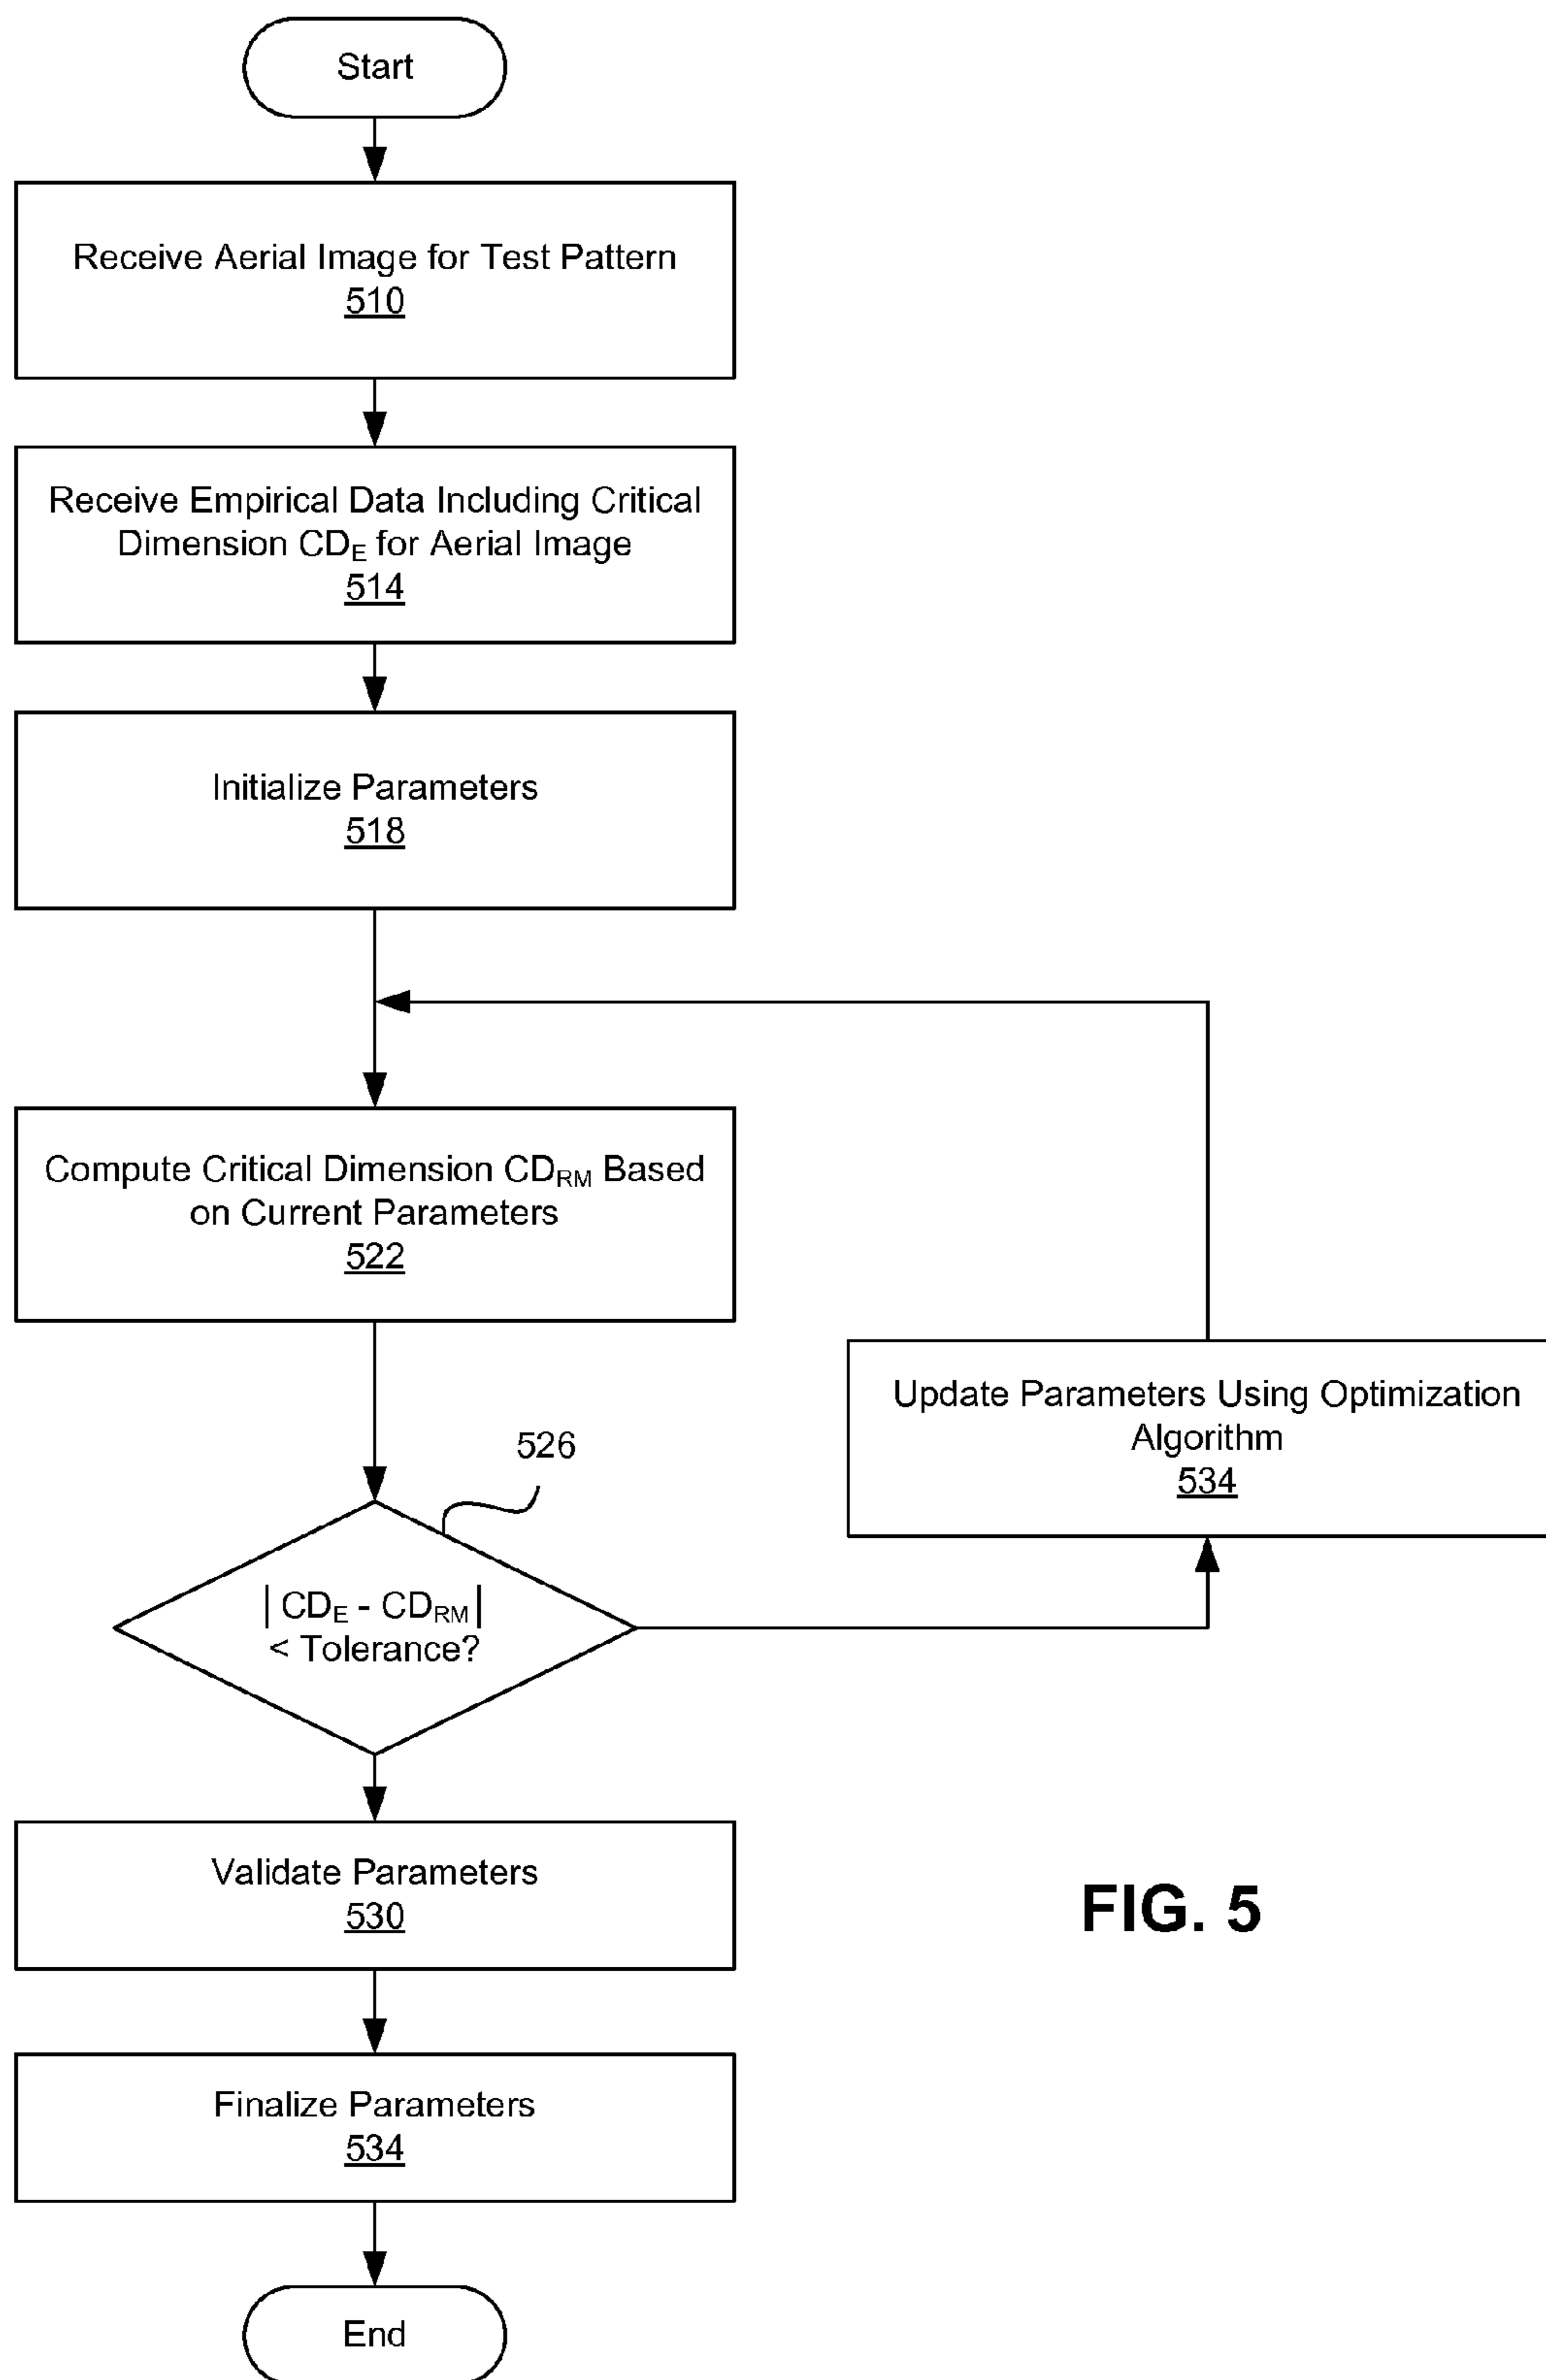 Start
Receive Aerial Image for Test Pattern
510
Receive Empirical Data Including Critical
Dimension CDE for Aerial Image
514
Initialize Parameters
518
Compute Critical Dimension CDRM Based
on Current Parameters
522
526
Update Parameters Using Optimization
Algorithm
534
| CDE - CDRM |
< Tolerance?
Validate Parameters
530
FIG. 5
Finalize Parameters
534
End